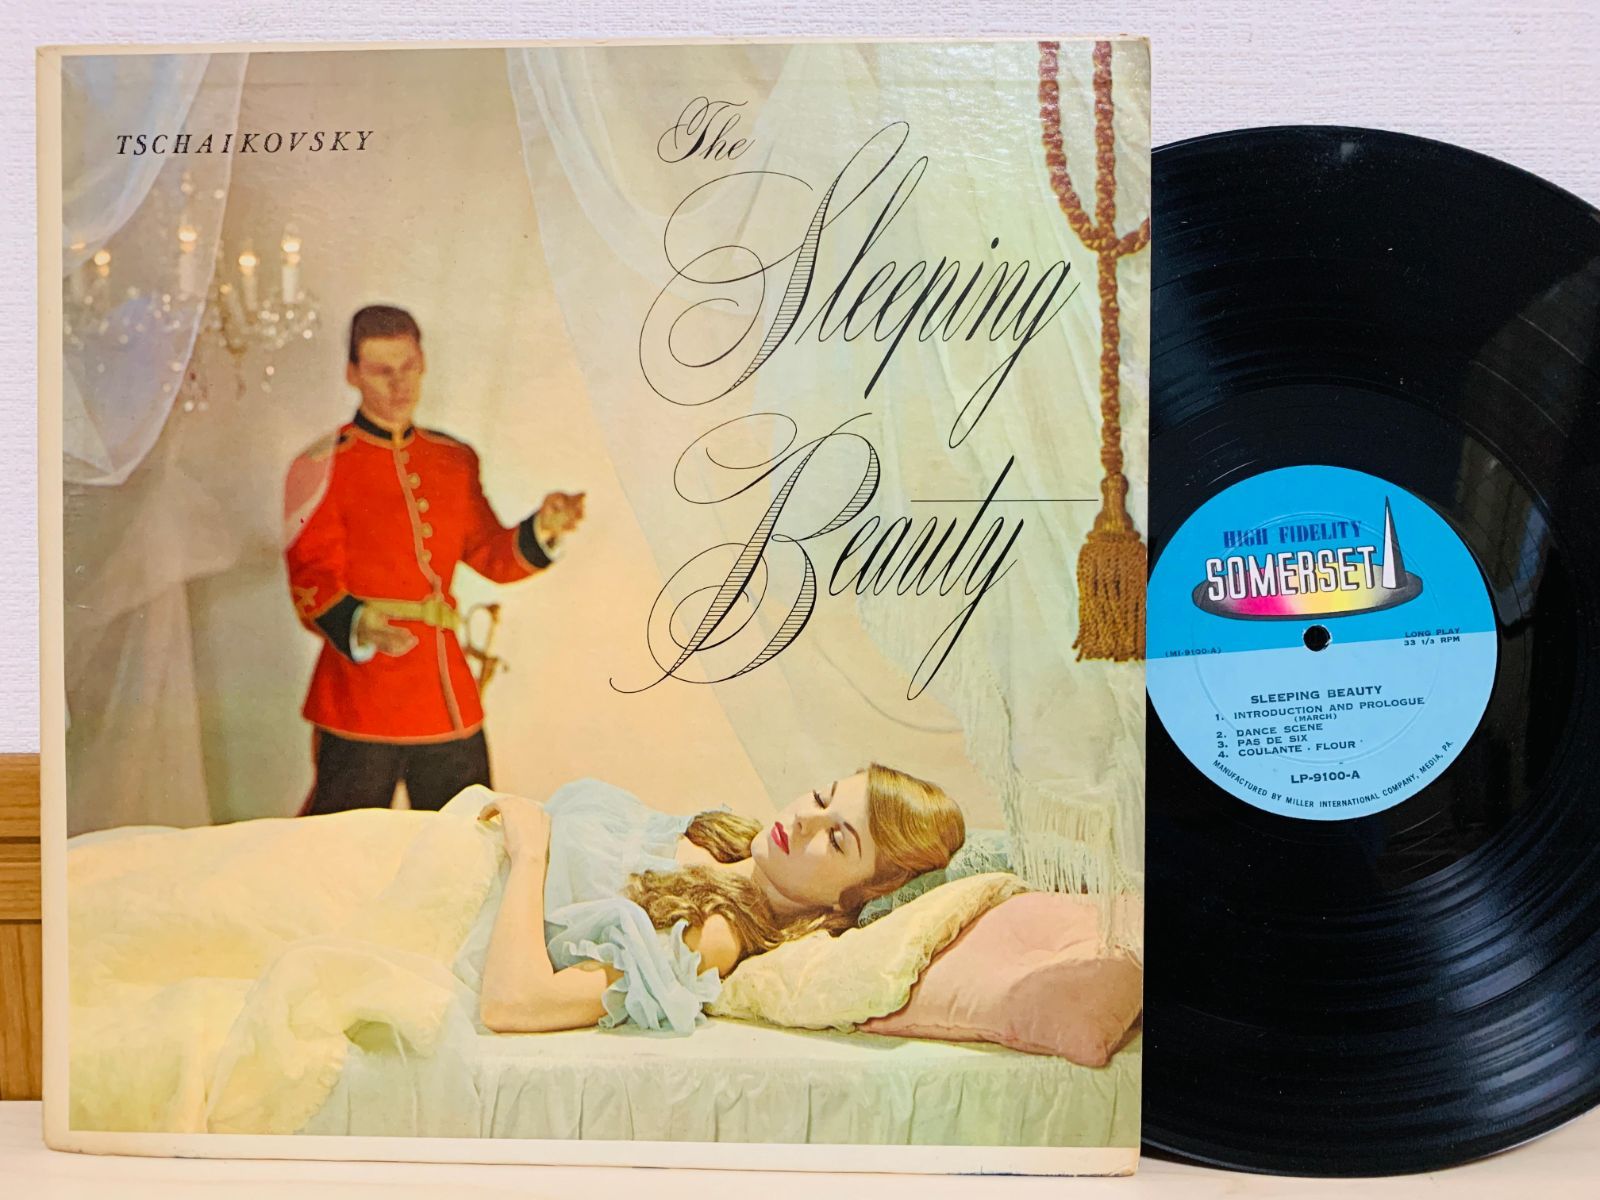 TSCHAIKOVSKY
The
Sleeping
Beauty
HIGH FIDELITY
SOMERSET
LONG PLAY
33 1/3 RPM
(MI-9100-A)
SLEEPING BEAUTY
1. INTRODUCTION AND PROLOGUE
(MARCH)
2. DANCE SCENE
3. PAS DE SIX
4. COULANTE · FLOUR
LP-9100-A
MANUFACTURED BY MILLER INTERNATIONAL COMPANY, MEDIA, PA.